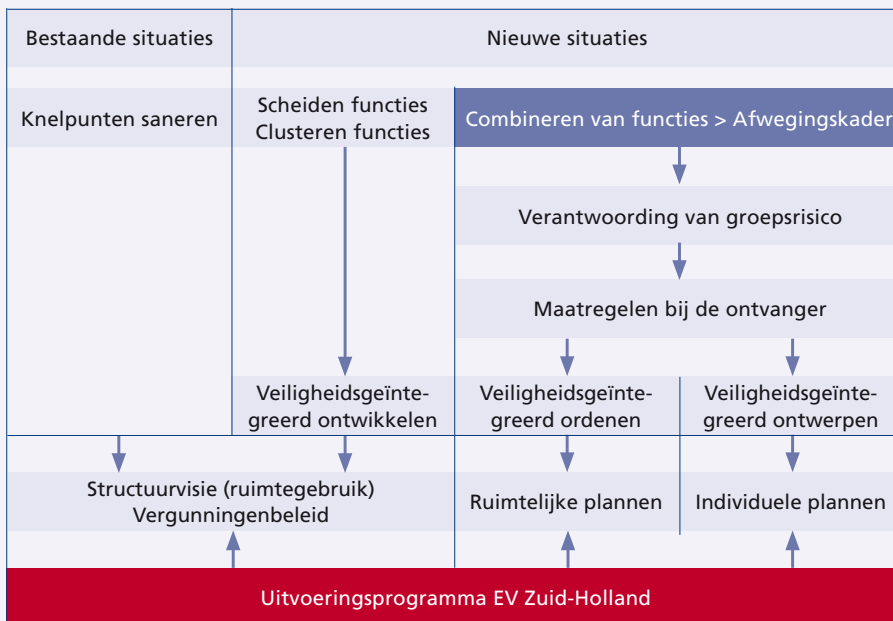 Bestaande situaties
Nieuwe situaties
Knelpunten saneren
Scheiden functies
Clusteren functies
Combineren van functies > Afwegingskader
Verantwoording van groepsrisico
Maatregelen bij de ontvanger
Veiligheidsgeïnte-
greerd ontwikkelen
Veiligheidsgeïnte-
greerd ordenen
Veiligheidsgeïnte-
greerd ontwerpen
Structuurvisie (ruimtegebruik)
Vergunningenbeleid
Ruimtelijke plannen
Individuele plannen
Uitvoeringsprogramma EV Zuid-Holland